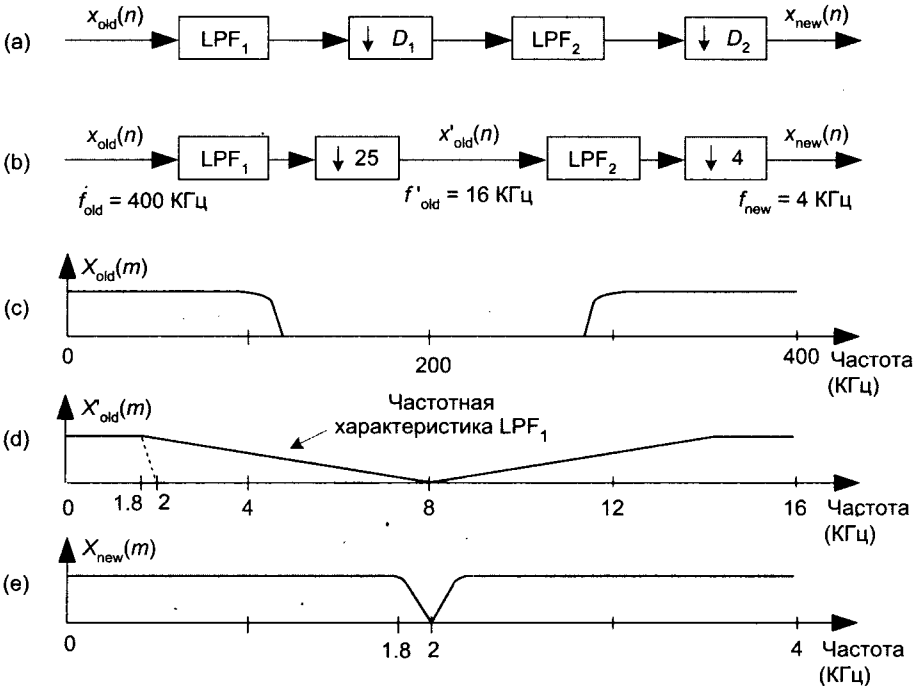 (a) x_old(n) LPF_1 ↓ D_1 LPF_2 ↓ D_2 x_new(n)
(b) x_old(n) LPF_1 ↓ 25 x'_old(n) LPF_2 ↓ 4 x_new(n)
f_old = 400 КГц f'_old = 16 КГц f_new = 4 КГц
(c) X_old(m)
0 200 400 Частота
(КГц)
(d) X'_old(m)
Частотная
характеристика LPF_1
0 1.8 2 4 8 12 16 Частота
(КГц)
(e) X_new(m)
0 1.8 2 4 Частота
(КГц)